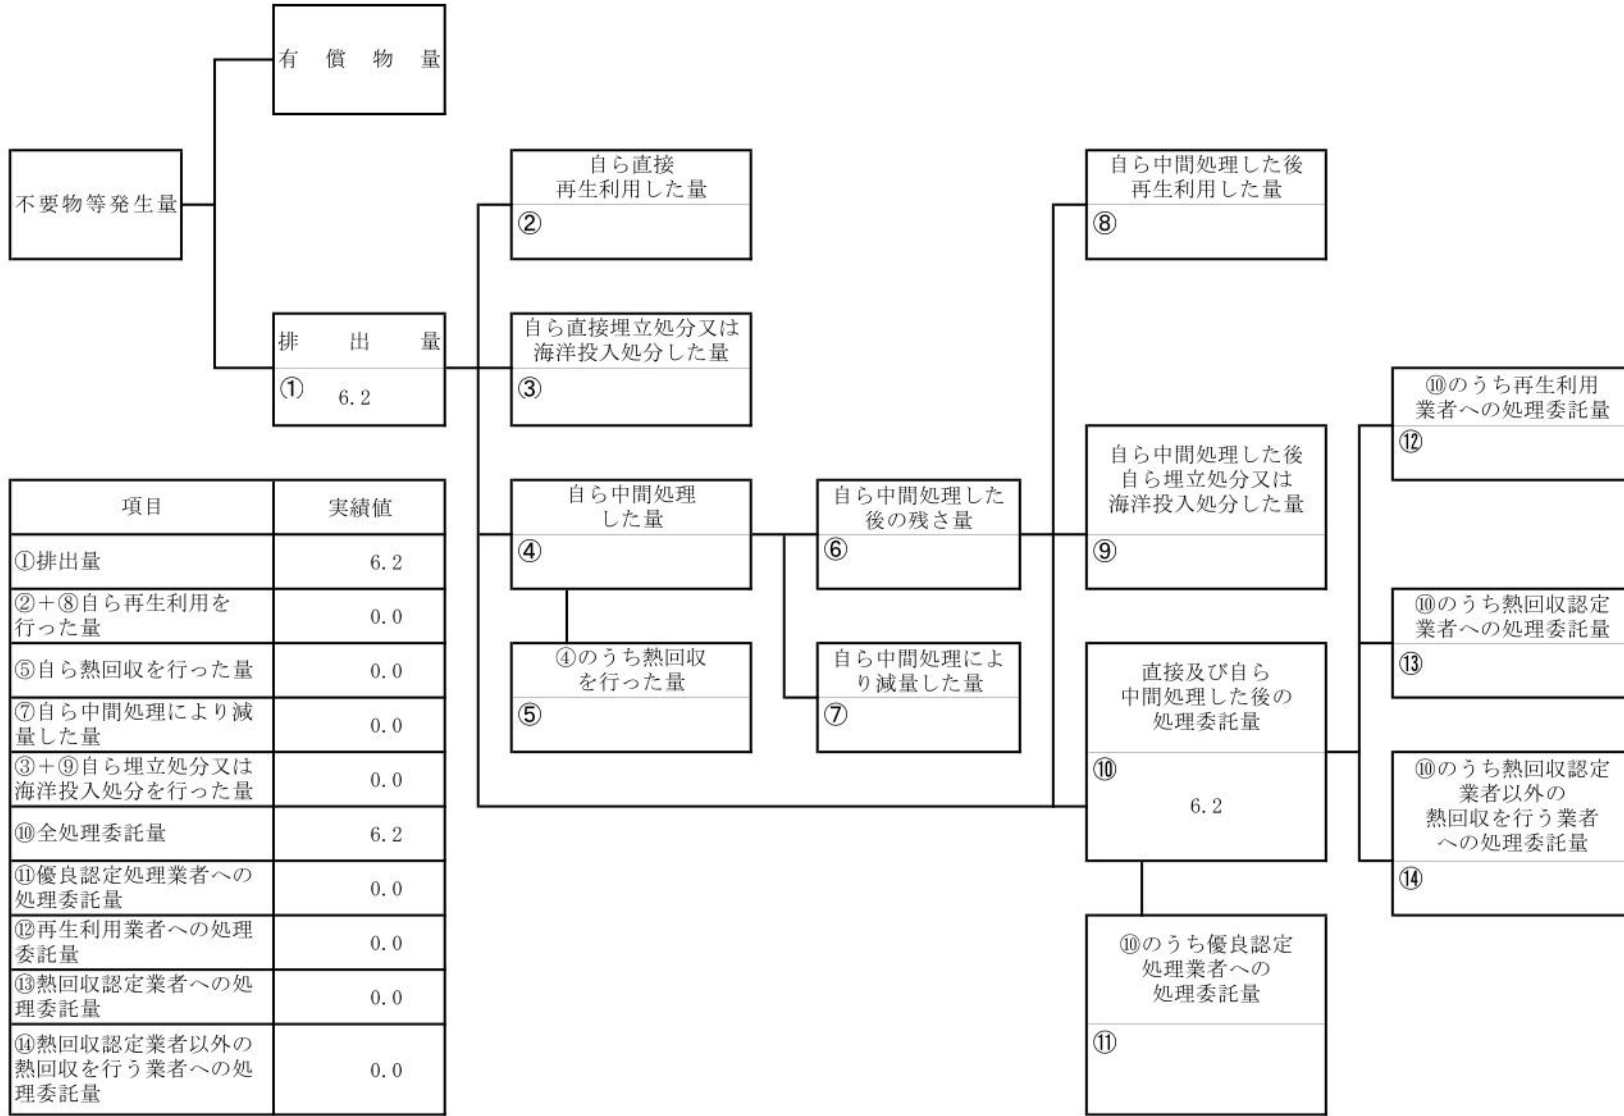 有償物量
不要物等発生量
排出量
①
6.2
自ら直接
再生利用した量
②
自ら直接埋立処分又は
海洋投入処分した量
③
自ら中間処理
した量
④
④のうち熱回収
を行った量
⑤
自ら中間処理した
後の残さ量
⑥
自ら中間処理によ
り減量した量
⑦
自ら中間処理した後
再生利用した量
⑧
自ら中間処理した後
自ら埋立処分又は
海洋投入処分した量
⑨
直接及び自ら
中間処理した後の
処理委託量
⑩
6.2
⑩のうち優良認定
処理業者への
処理委託量
⑪
⑩のうち再生利用
業者への処理委託量
⑫
⑩のうち熱回収認定
業者への処理委託量
⑬
⑩のうち熱回収認定
業者以外の
熱回収を行う業者
への処理委託量
⑭
項目 実績値
①排出量 6.2
②+⑧自ら再生利用を
行った量 0.0
⑤自ら熱回収を行った量 0.0
⑦自ら中間処理により減
量した量 0.0
③+⑨自ら埋立処分又は
海洋投入処分を行った量 0.0
⑩全処理委託量 6.2
⑪優良認定処理業者への
処理委託量 0.0
⑫再生利用業者への処理
委託量 0.0
⑬熱回収認定業者への処
理委託量 0.0
⑭熱回収認定業者以外の
熱回収を行う業者への処
理委託量 0.0